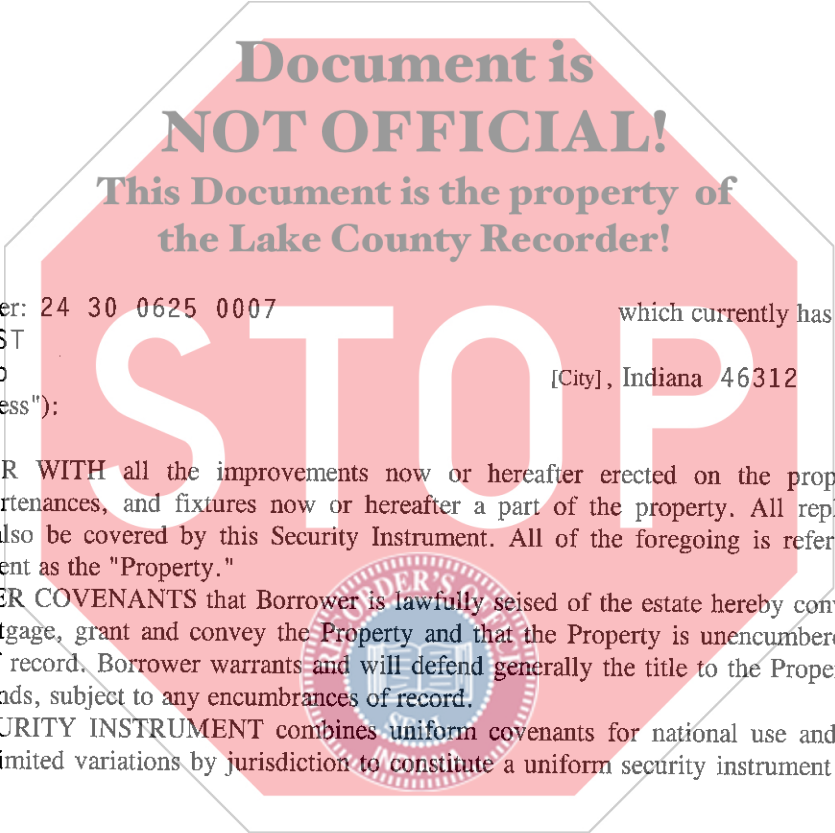 Document is
NOT OFFICIAL!
This Document is the property of
the Lake County Recorder!
STOP
er: 24 30 0625 0007 which currently has
ST
[City], Indiana 46312
ess"):
R WITH all the improvements now or hereafter erected on the prop
rtenances, and fixtures now or hereafter a part of the property. All repl
lso be covered by this Security Instrument. All of the foregoing is refer
ent as the "Property."
ER COVENANTS that Borrower is lawfully seised of the estate hereby conv
tgage, grant and convey the Property and that the Property is unencumbere
f record. Borrower warrants and will defend generally the title to the Proper
nds, subject to any encumbrances of record.
URITY INSTRUMENT combines uniform covenants for national use and
imited variations by jurisdiction to constitute a uniform security instrument
RECORDER'S OFFICE
SEAL
INDIANA